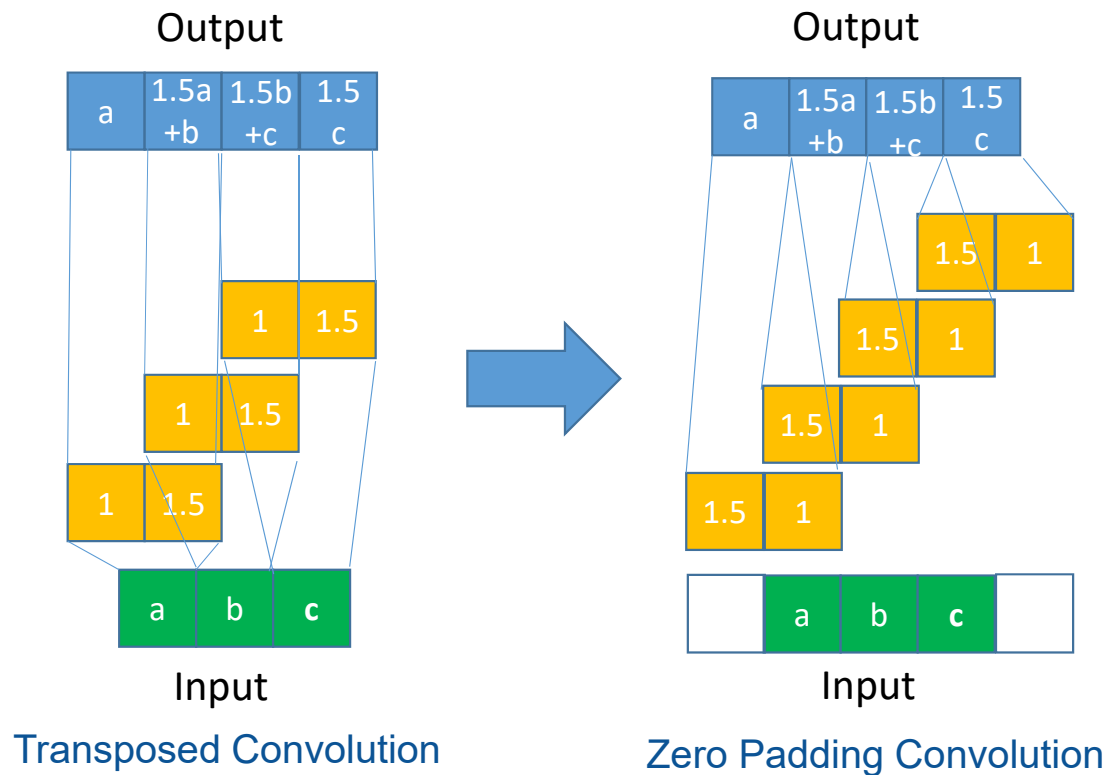 Output
a
1.5a
+b
1.5b
+c
1.5
c
1
1.5
1
1.5
1
1.5
a
b
c
Input
Transposed Convolution
Output
a
1.5a
+b
1.5b
+c
1.5
c
1.5
1
1.5
1
1.5
1
1.5
1
a
b
c
Input
Zero Padding Convolution